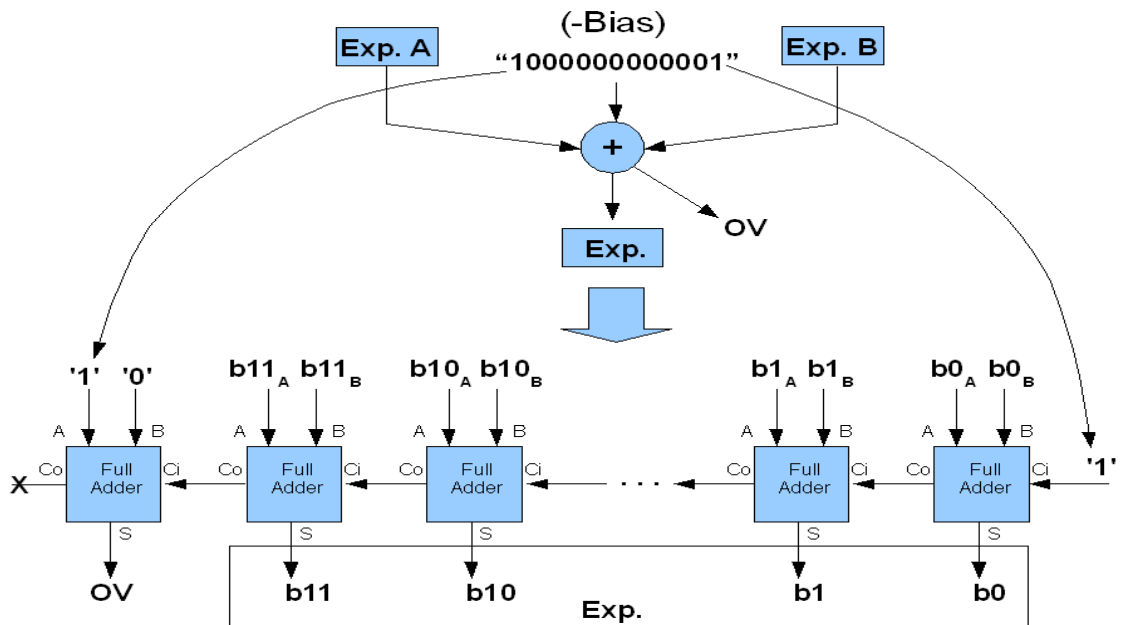 (-Bias)
Exp. A
“1000000000001”
Exp. B
+
OV
Exp.
'1' '0' b11A b11B b10A b10B b1A b1B b0A b0B
A B A B A B A B A B
X Co Full Adder Ci Co Full Adder Ci Co Full Adder Ci . . . Co Full Adder Ci Co Full Adder Ci '1'
S S S S S
OV b11 b10 b1 b0
Exp.